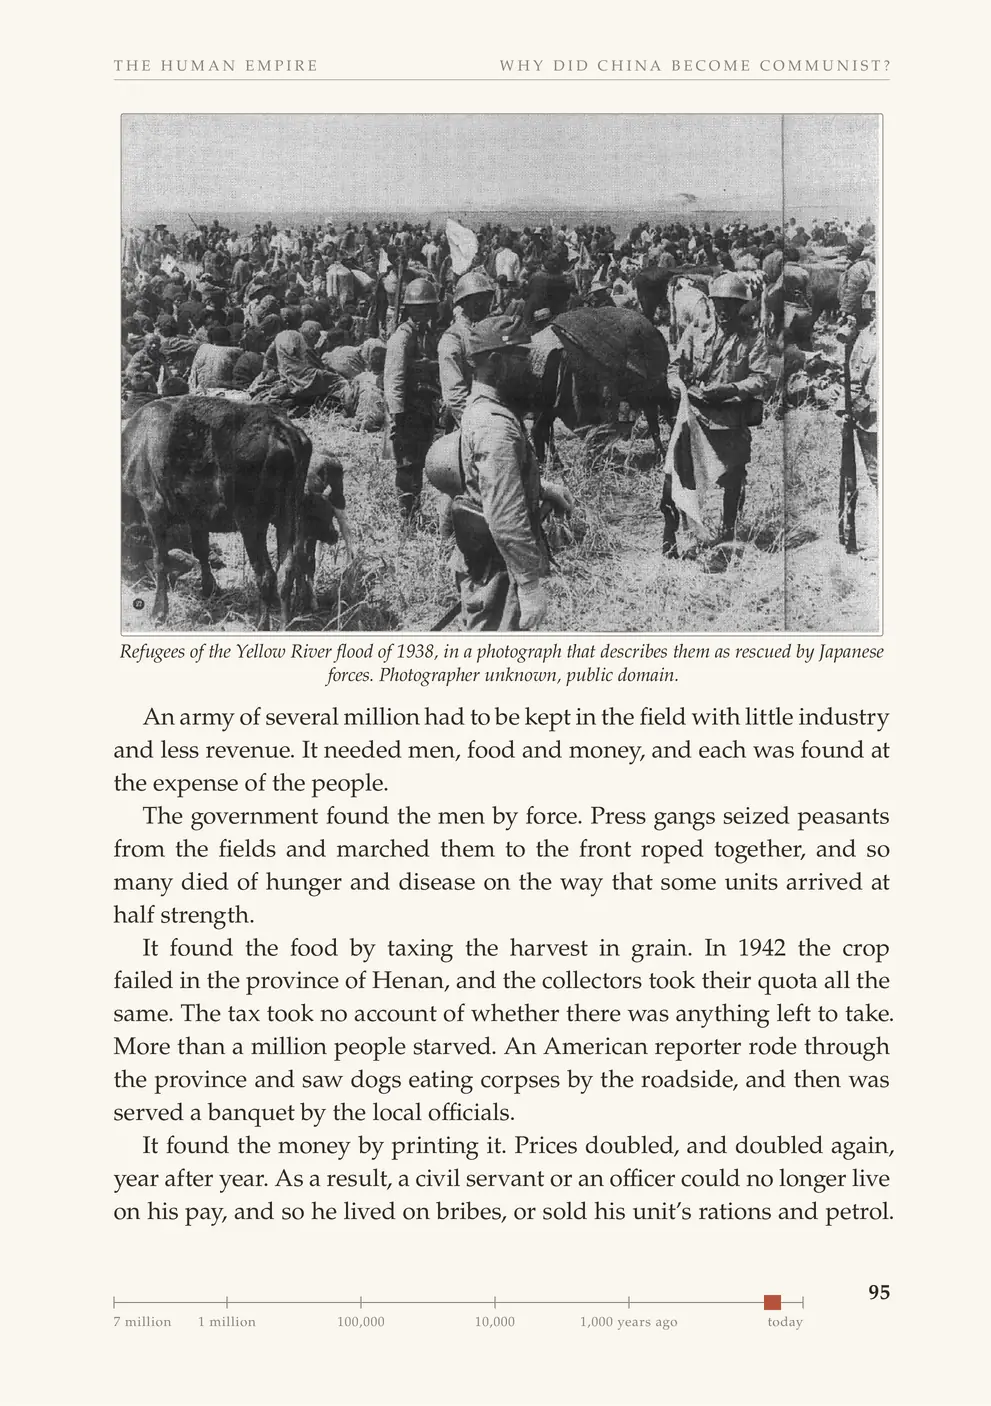 THE HUMAN EMPIRE
WHY DID CHINA BECOME COMMUNIST?
Refugees of the Yellow River flood of 1938, in a photograph that describes them as rescued by Japanese
forces. Photographer unknown, public domain.
An army of several million had to be kept in the field with little industry
and less revenue. It needed men, food and money, and each was found at
the expense of the people.
The government found the men by force. Press gangs seized peasants
from the fields and marched them to the front roped together, and so
many died of hunger and disease on the way that some units arrived at
half strength.
It found the food by taxing the harvest in grain. In 1942 the crop
failed in the province of Henan, and the collectors took their quota all the
same. The tax took no account of whether there was anything left to take.
More than a million people starved. An American reporter rode through
the province and saw dogs eating corpses by the roadside, and then was
served a banquet by the local officials.
It found the money by printing it. Prices doubled, and doubled again,
year after year. As a result, a civil servant or an officer could no longer live
on his pay, and so he lived on bribes, or sold his unit’s rations and petrol.
95
7 million 1 million 100,000 10,000 1,000 years ago today